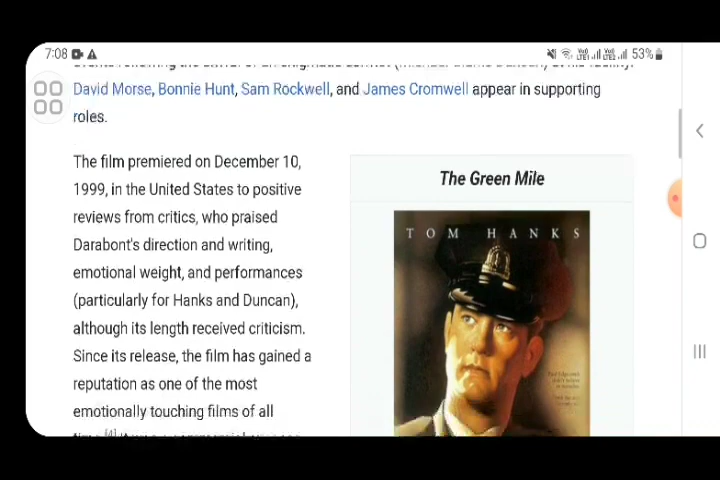 7:08
53%
David Morse, Bonnie Hunt, Sam Rockwell, and James Cromwell appear in supporting
roles.
The film premiered on December 10,
1999, in the United States to positive
reviews from critics, who praised
Darabont's direction and writing,
emotional weight, and performances
(particularly for Hanks and Duncan),
although its length received criticism.
Since its release, the film has gained a
reputation as one of the most
emotionally touching films of all
The Green Mile
TOM HANKS